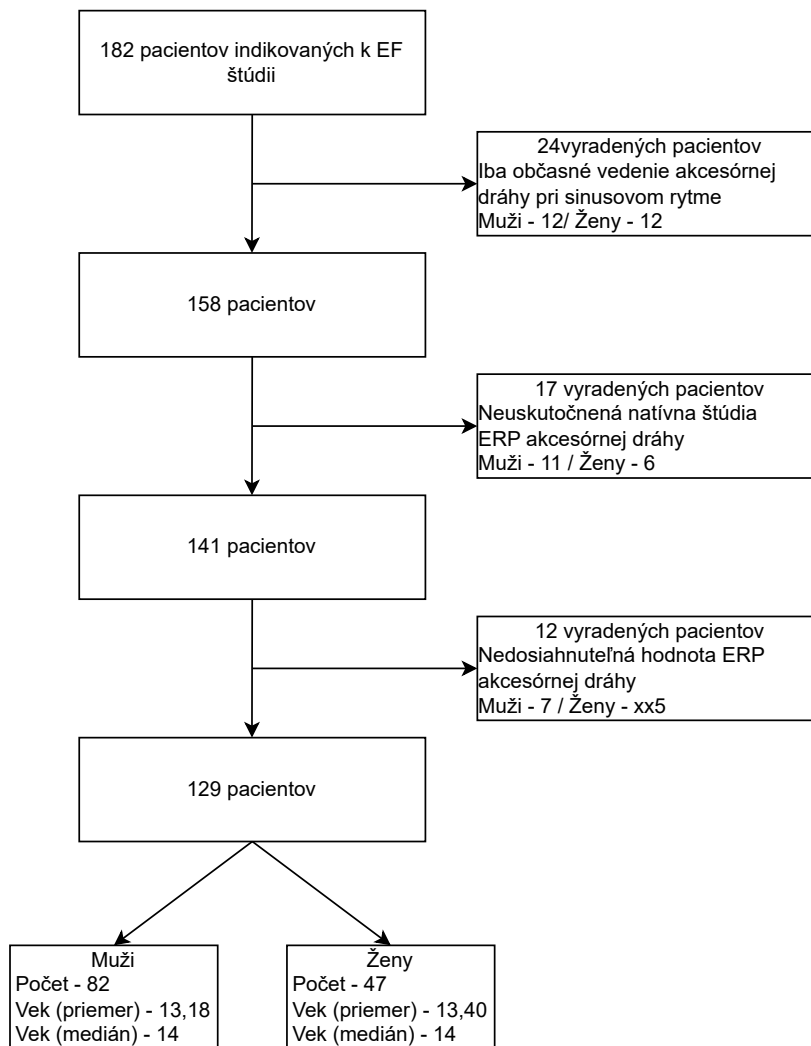 182 pacientov indikovaných k EF
štúdii
24vyradených pacientov
Iba občasné vedenie akcesórnej
dráhy pri sinusovom rytme
Muži - 12/ Ženy - 12
158 pacientov
17 vyradených pacientov
Neuskutočnená natívna štúdia
ERP akcesórnej dráhy
Muži - 11 / Ženy - 6
141 pacientov
12 vyradených pacientov
Nedosiahnuteľná hodnota ERP
akcesórnej dráhy
Muži - 7 / Ženy - xx5
129 pacientov
Muži
Počet - 82
Vek (priemer) - 13,18
Vek (medián) - 14
Ženy
Počet - 47
Vek (priemer) - 13,40
Vek (medián) - 14